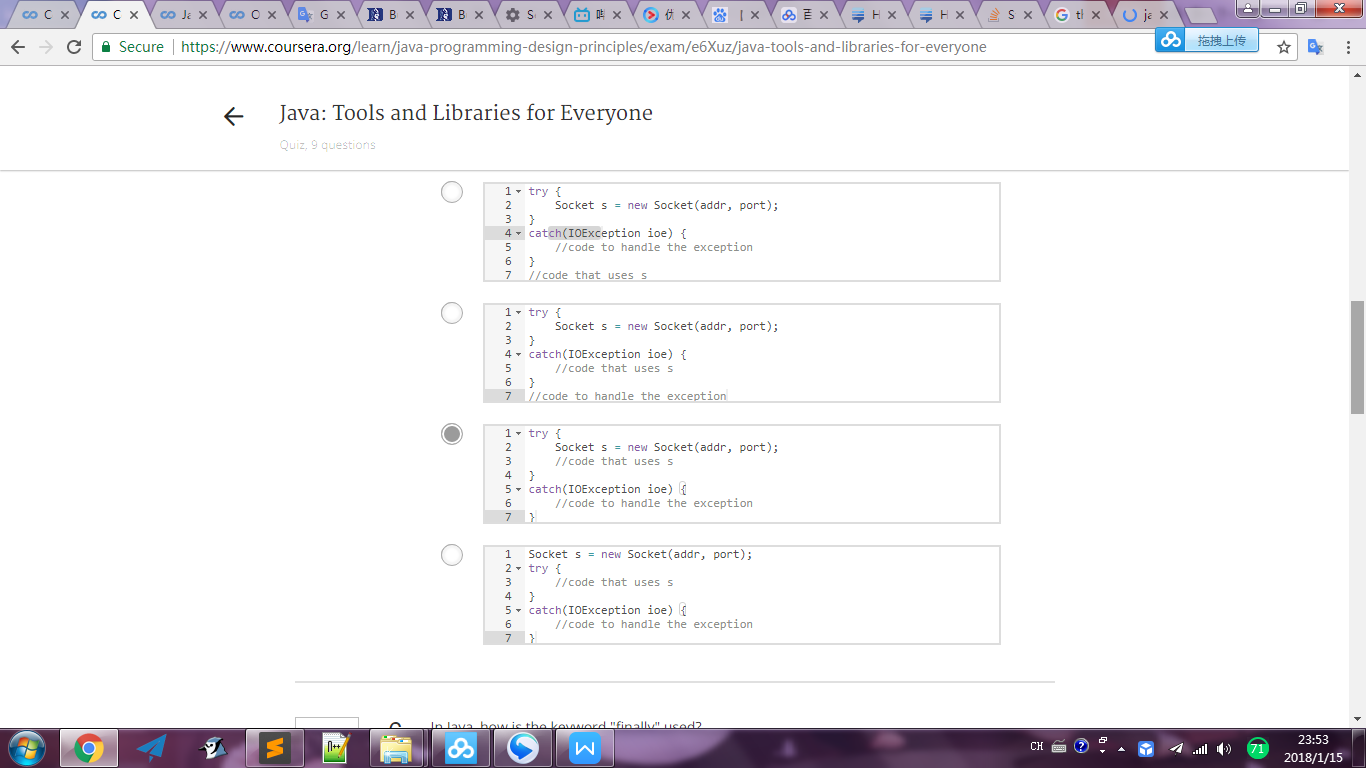 C
C
Ja
C
G
B
B
S
优
百
H
H
S
tl
ja
Secure
https://www.coursera.org/learn/java-programming-design-principles/exam/e6Xuz/java-tools-and-libraries-for-everyone
拖拽上传
Java: Tools and Libraries for Everyone
Quiz, 9 questions
1 try {
2 Socket s = new Socket(addr, port);
3 }
4 catch(IOException ioe) {
5 //code to handle the exception
6 }
7 //code that uses s
1 try {
2 Socket s = new Socket(addr, port);
3 }
4 catch(IOException ioe) {
5 //code that uses s
6 }
7 //code to handle the exception
1 try {
2 Socket s = new Socket(addr, port);
3 //code that uses s
4 }
5 catch(IOException ioe) {
6 //code to handle the exception
7 }
1 Socket s = new Socket(addr, port);
2 try {
3 //code that uses s
4 }
5 catch(IOException ioe) {
6 //code to handle the exception
7 }
In Java, how is the keyword "finally" used?
CH
71
23:53
2018/1/15